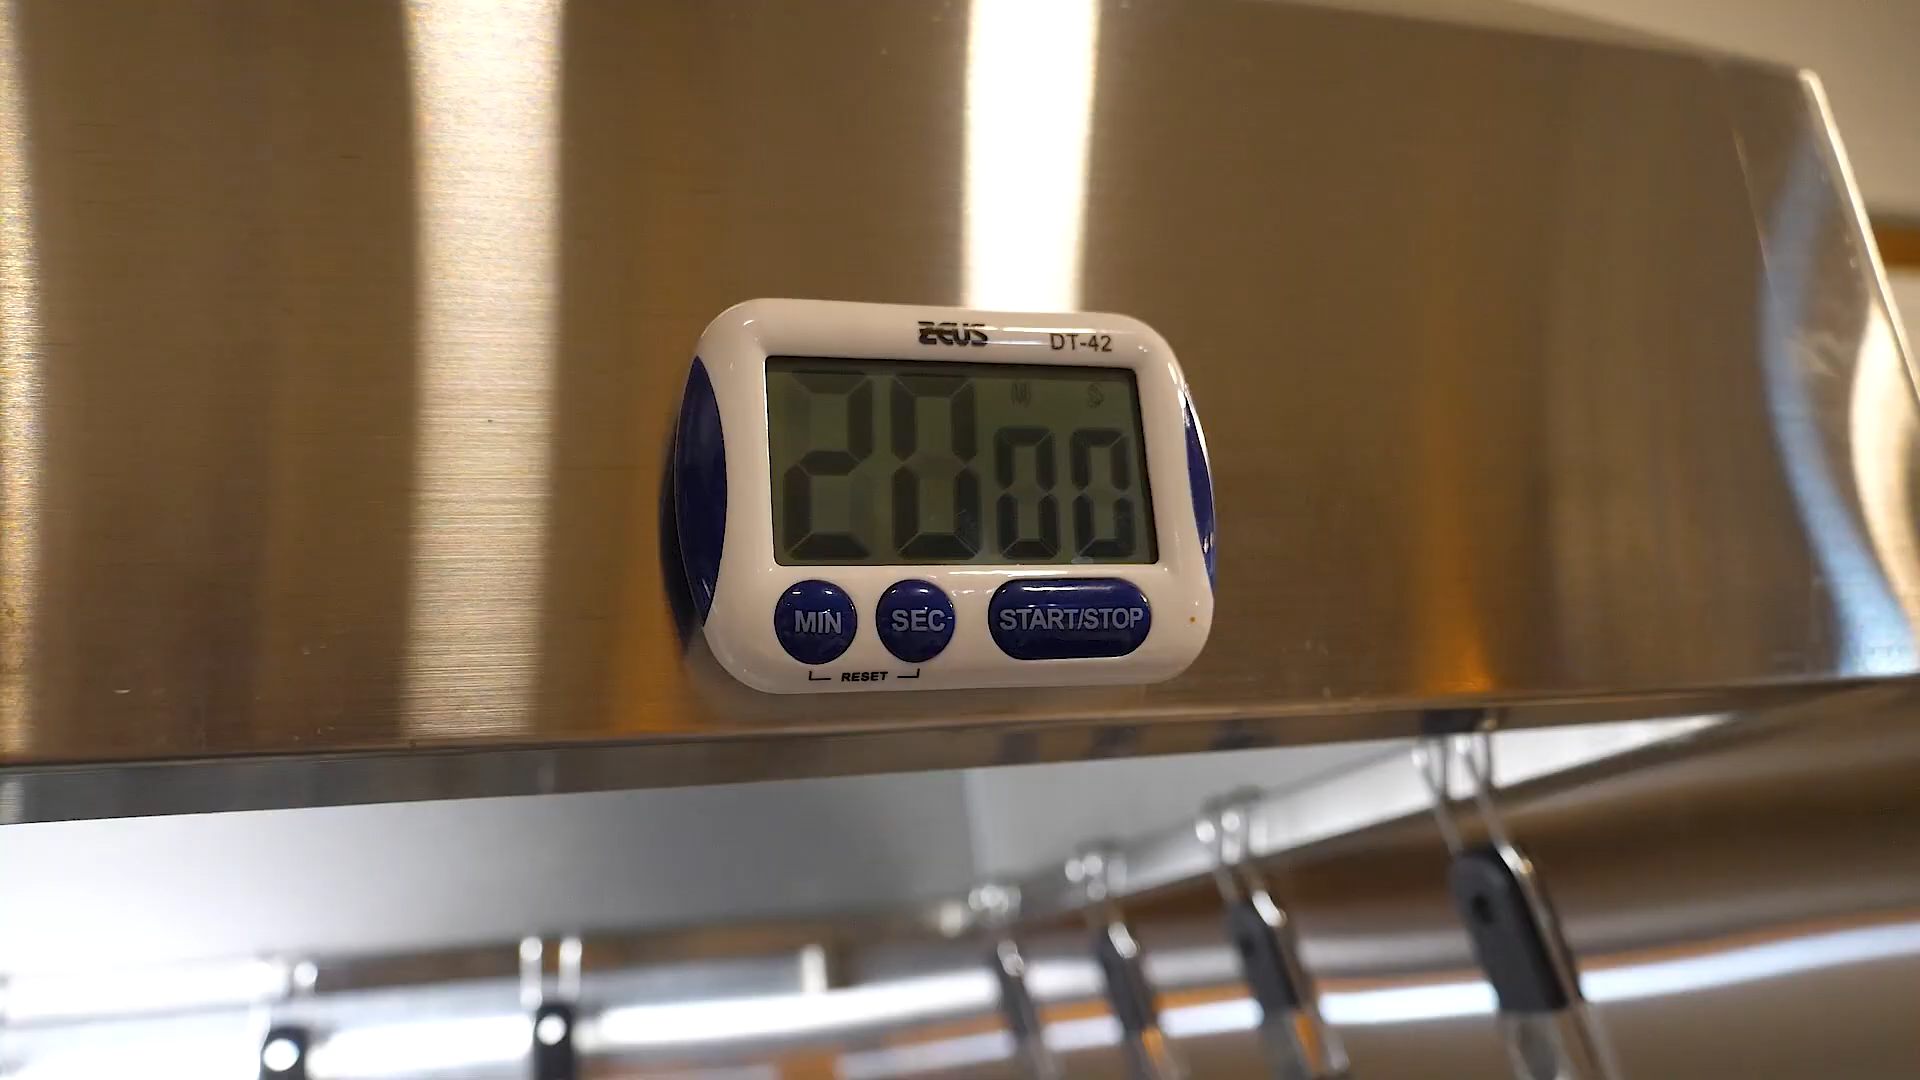 ZEUS DT-42
M S
20 00
MIN SEC START/STOP
RESET